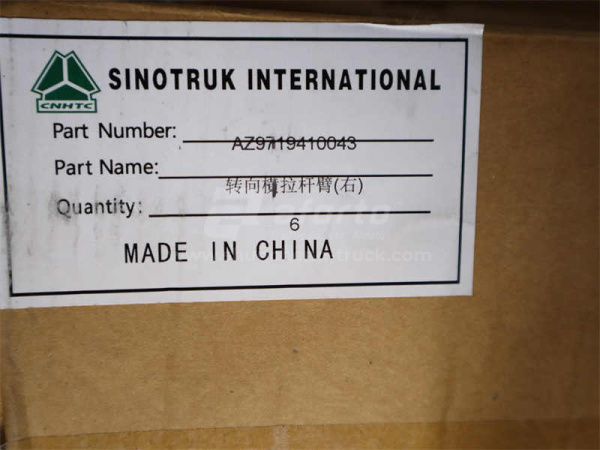 CNHTC
SINOTRUK INTERNATIONAL
Part Number: AZ9719410043
Part Name: 转向横拉杆臂(右)
Quantity: 6
MADE IN CHINA